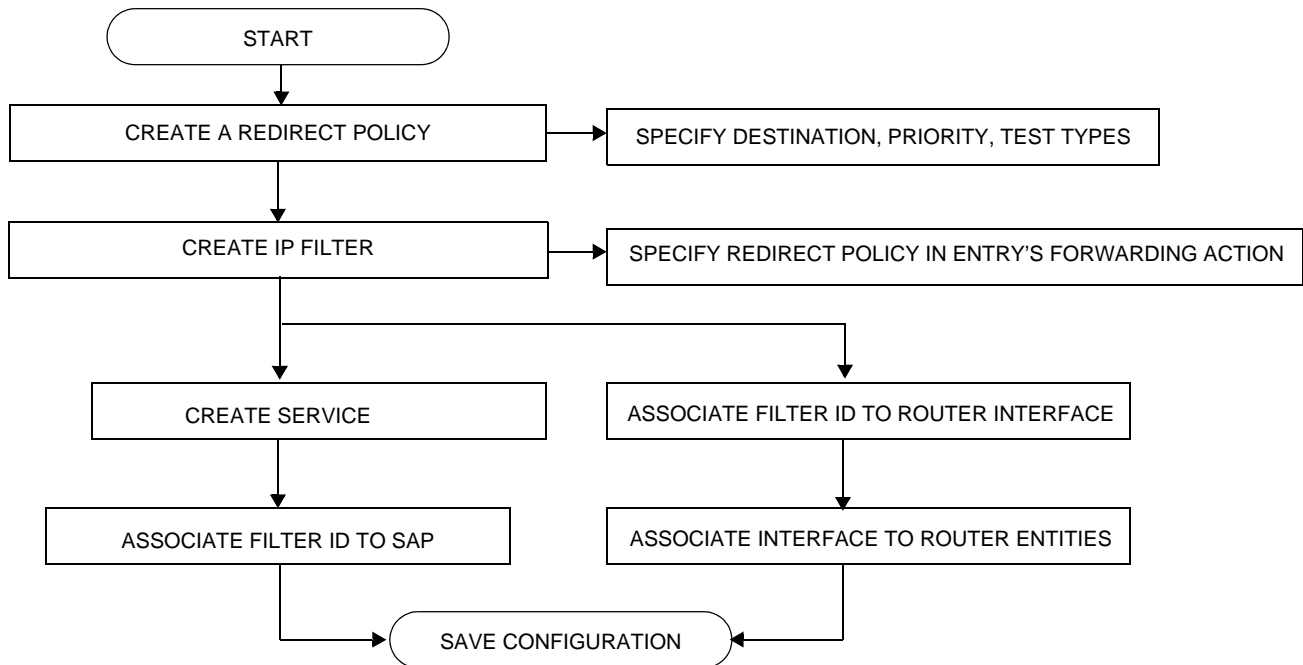 START
CREATE A REDIRECT POLICY
SPECIFY DESTINATION, PRIORITY, TEST TYPES
CREATE IP FILTER
SPECIFY REDIRECT POLICY IN ENTRY’S FORWARDING ACTION
CREATE SERVICE
ASSOCIATE FILTER ID TO ROUTER INTERFACE
ASSOCIATE FILTER ID TO SAP
ASSOCIATE INTERFACE TO ROUTER ENTITIES
SAVE CONFIGURATION